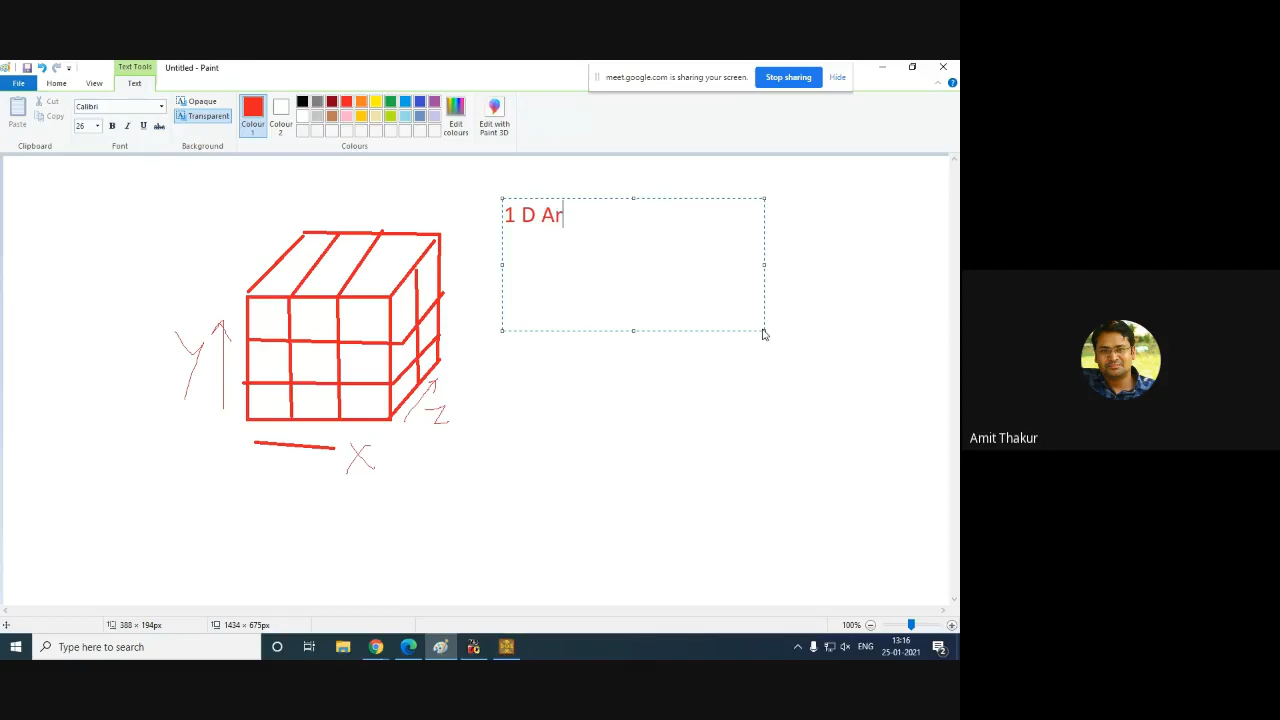 Text Tools
Untitled - Paint
meet.google.com is sharing your screen.
Stop sharing
Hide
File
Home
View
Text
Paste
Cut
Copy
Clipboard
Calibri
26
B I U abc
Font
Opaque
Transparent
Background
Colour 1
Colour 2
Edit colours
Edit with Paint 3D
Colours
1 D Ar
Y
Z
X
Amit Thakur
388 × 194px
1434 × 675px
100%
Type here to search
ENG
13:16
25-01-2021
2